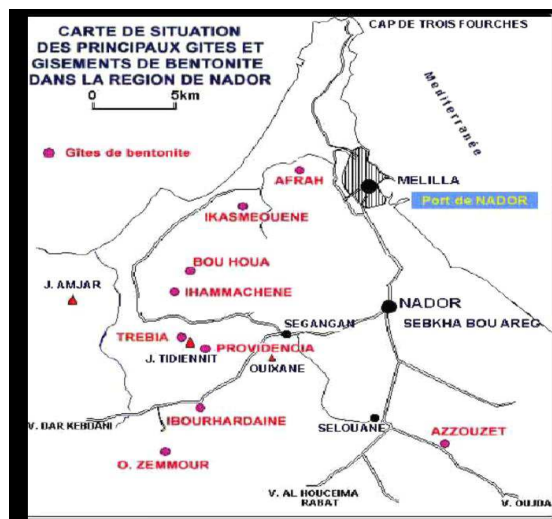 CAP DE TROIS FOURCHES
CARTE DE SITUATION
DES PRINCIPAUX GITES ET
GISEMENTS DE BENTONITE
DANS LA REGION DE NADOR
0 5km
Mediterranée
Gîtes de bentonite
AFRAH
MELILLA
Port de NADOR
IKASMEOUENE
BOU HOUA
J. AMJAR
IHAMMACHENE
NADOR
SEGANGAN
SEBKHA BOU AREG
TREBIA
J. TIDIENNIT
PROVIDENCIA
OUIXANE
IBOURHARDAINE
V. DAR KEBDANI
SELOUANE
AZZOUZET
O. ZEMMOUR
V. AL HOUCEIMA
RABAT
V. OUJDA